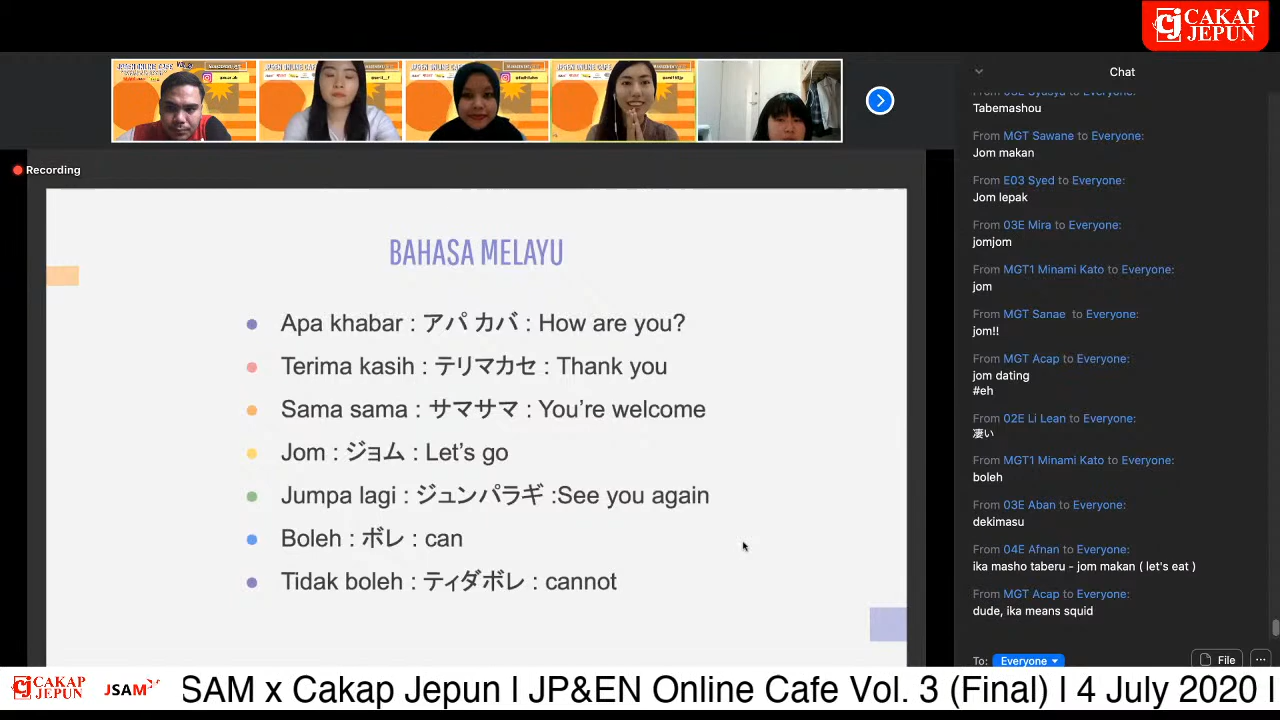 CAKAP
JEPUN
Chat
Tabemashou
From MGT Sawane to Everyone:
Jom makan
From E03 Syed to Everyone:
Jom lepak
From 03E Mira to Everyone:
jomjom
From MGT1 Minami Kato to Everyone:
jom
From MGT Sanae to Everyone:
jom!!
From MGT Acap to Everyone:
jom dating
#eh
From 02E Li Lean to Everyone:
凄い
From MGT1 Minami Kato to Everyone:
boleh
From 03E Aban to Everyone:
dekimasu
From 04E Afnan to Everyone:
ika masho taberu - jom makan ( let's eat )
From MGT Acap to Everyone:
dude, ika means squid
To: Everyone
File
Recording
BAHASA MELAYU
Apa khabar : アパ カバ : How are you?
Terima kasih : テリマカセ : Thank you
Sama sama : サマサマ : You're welcome
Jom : ジョム : Let's go
Jumpa lagi : ジュンパラギ :See you again
Boleh : ボレ : can
Tidak boleh : ティダボレ : cannot
CAKAP
JEPUN
JSAM
SAM x Cakap Jepun l JP&EN Online Cafe Vol. 3 (Final) l 4 July 2020 l